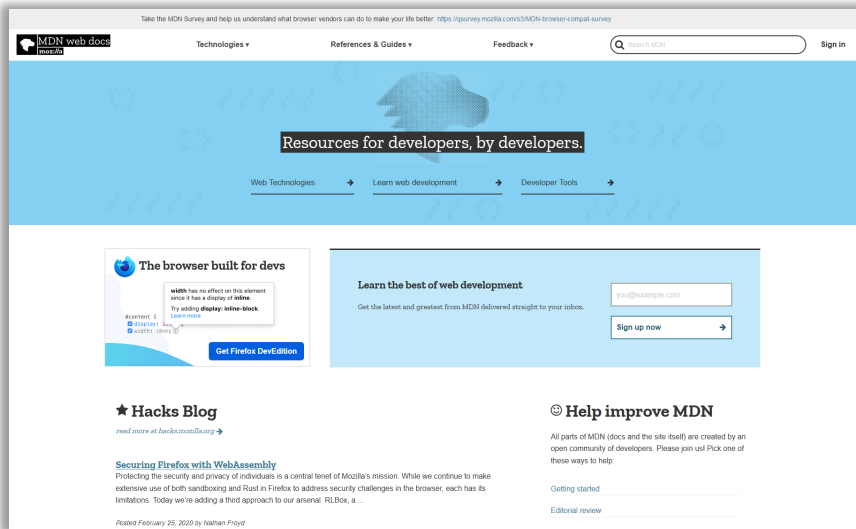 Take the MDN Survey and help us understand what browser vendors can do to make your life better: https://qsurvey.mozilla.com/s3/MDN-browser-compat-survey
MDN web docs
moz://a
Technologies ▾
References & Guides ▾
Feedback ▾
Search MDN
Sign in
Resources for developers, by developers.
Web Technologies →
Learn web development →
Developer Tools →
The browser built for devs
width has no effect on this element
since it has a display of inline.
Try adding display: inline-block.
Learn more
#content {
display:
width:
Get Firefox DevEdition
Learn the best of web development
Get the latest and greatest from MDN delivered straight to your inbox.
you@example.com
Sign up now →
Hacks Blog
read more at hacks.mozilla.org →
Securing Firefox with WebAssembly
Protecting the security and privacy of individuals is a central tenet of Mozilla's mission. While we continue to make
extensive use of both sandboxing and Rust in Firefox to address security challenges in the browser, each has its
limitations. Today we're adding a third approach to our arsenal. RLBox, a ...
Posted February 25, 2020 by Nathan Froyd
Help improve MDN
All parts of MDN (docs and the site itself) are created by an
open community of developers. Please join us! Pick one of
these ways to help:
Getting started
Editorial review